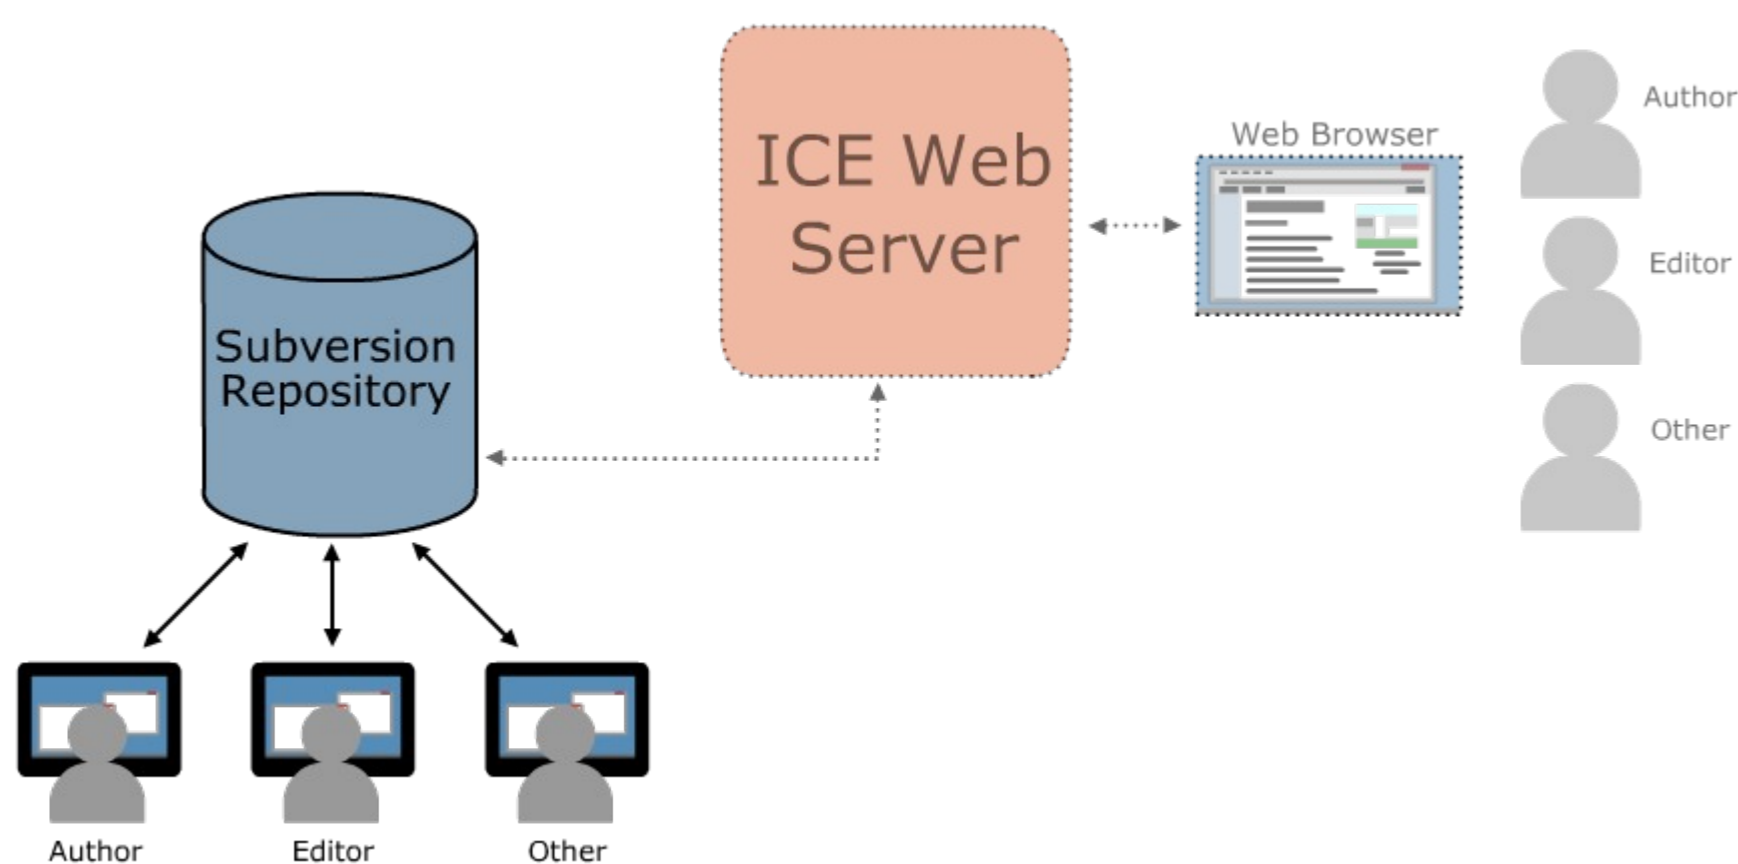 ICE Web
Server
Web Browser
Author
Editor
Other
Subversion
Repository
Author
Editor
Other